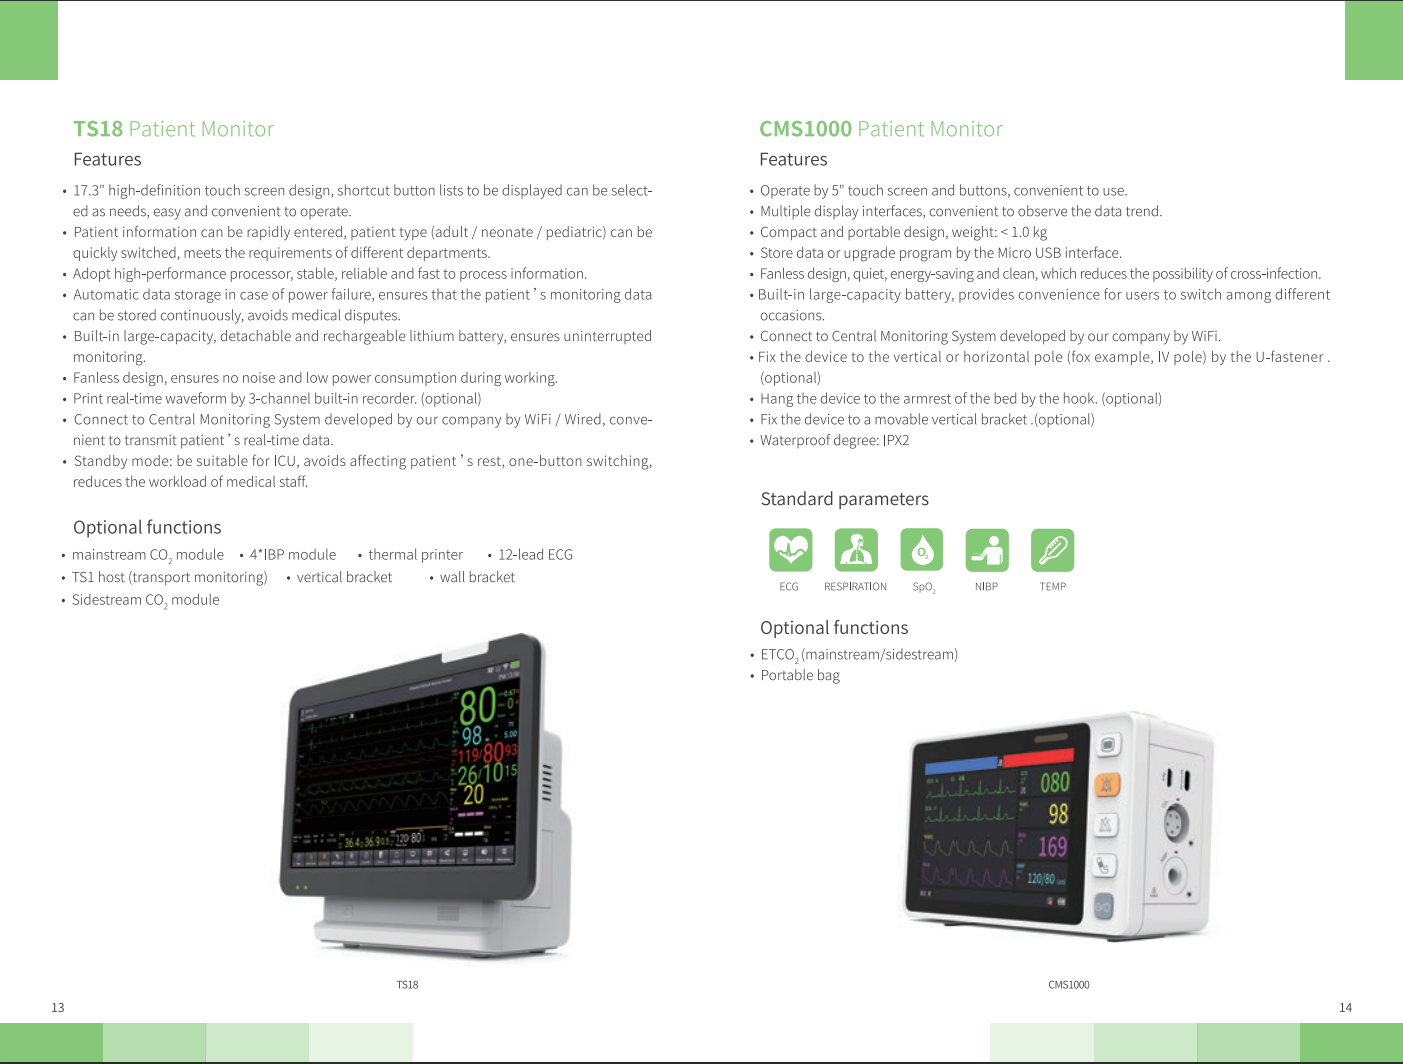 TS18 Patient Monitor
Features
• 17.3" high-definition touch screen design, shortcut button lists to be displayed can be select-
ed as needs, easy and convenient to operate.
• Patient information can be rapidly entered, patient type (adult / neonate / pediatric) can be
quickly switched, meets the requirements of different departments.
• Adopt high-performance processor, stable, reliable and fast to process information.
• Automatic data storage in case of power failure, ensures that the patient ’ s monitoring data
can be stored continuously, avoids medical disputes.
• Built-in large-capacity, detachable and rechargeable lithium battery, ensures uninterrupted
monitoring.
• Fanless design, ensures no noise and low power consumption during working.
• Print real-time waveform by 3-channel built-in recorder. (optional)
• Connect to Central Monitoring System developed by our company by WiFi / Wired, conve-
nient to transmit patient ’ s real-time data.
• Standby mode: be suitable for ICU, avoids affecting patient ’ s rest, one-button switching,
reduces the workload of medical staff.
Optional functions
• mainstream CO₂ module • 4*IBP module • thermal printer • 12-lead ECG
• TS1 host (transport monitoring) • vertical bracket • wall bracket
• Sidestream CO₂ module
80
98
5.00
119/80 93
26/10 15
20
36.4 36.9 0.5 120/80
TS18
13
CMS1000 Patient Monitor
Features
• Operate by 5" touch screen and buttons, convenient to use.
• Multiple display interfaces, convenient to observe the data trend.
• Compact and portable design, weight: < 1.0 kg
• Store data or upgrade program by the Micro USB interface.
• Fanless design, quiet, energy-saving and clean, which reduces the possibility of cross-infection.
• Built-in large-capacity battery, provides convenience for users to switch among different
occasions.
• Connect to Central Monitoring System developed by our company by WiFi.
• Fix the device to the vertical or horizontal pole (fox example, IV pole) by the U-fastener .
(optional)
• Hang the device to the armrest of the bed by the hook. (optional)
• Fix the device to a movable vertical bracket .(optional)
• Waterproof degree: IPX2
Standard parameters
O₂
ECG RESPIRATION SpO₂ NIBP TEMP
Optional functions
• ETCO₂ (mainstream/sidestream)
• Portable bag
080
98
169
120/80
CMS1000
14